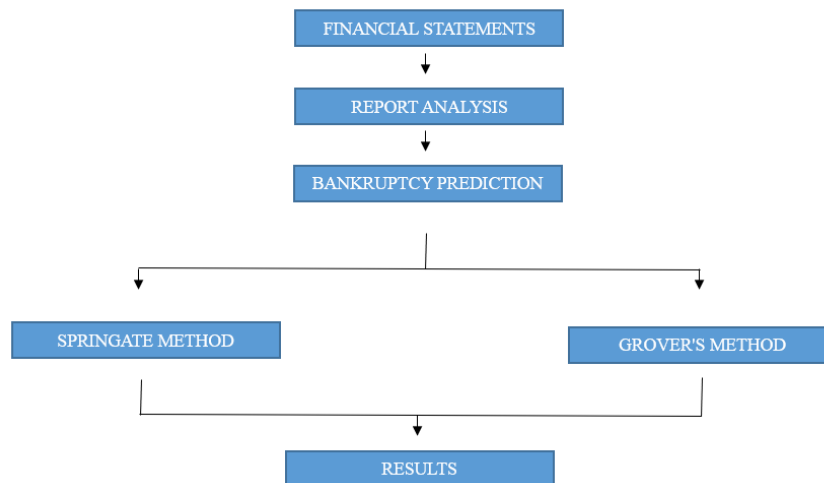 FINANCIAL STATEMENTS
REPORT ANALYSIS
BANKRUPTCY PREDICTION
SPRINGATE METHOD
GROVER'S METHOD
RESULTS